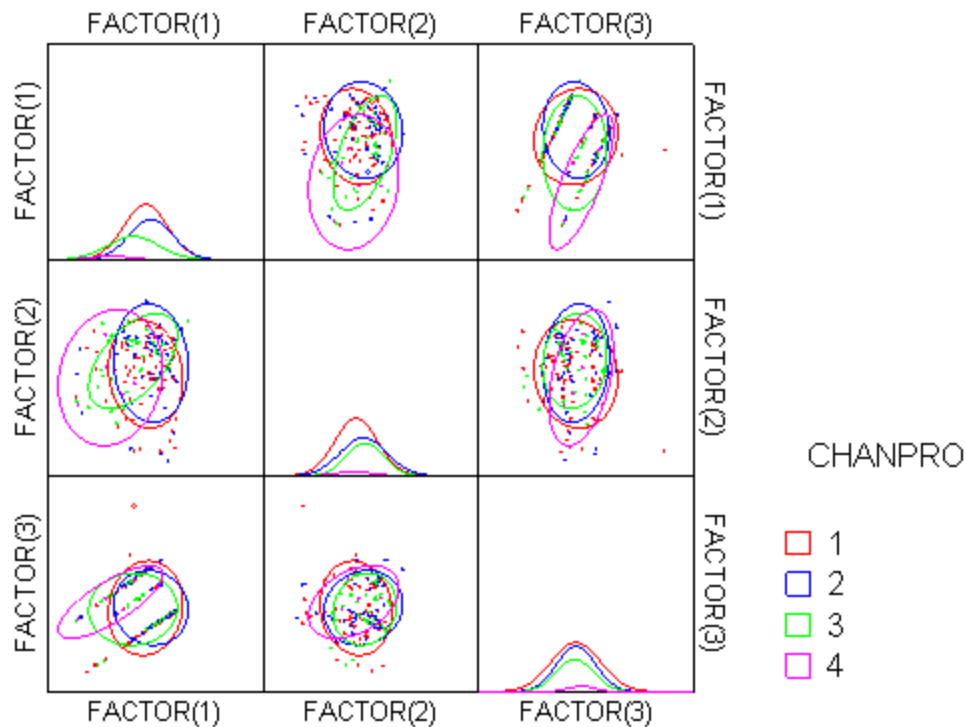 FACTOR(1) FACTOR(2) FACTOR(3)
FACTOR(1)
FACTOR(1)
FACTOR(2)
FACTOR(2)
FACTOR(3)
FACTOR(3)
FACTOR(1) FACTOR(2) FACTOR(3)
CHANPRO
1
2
3
4